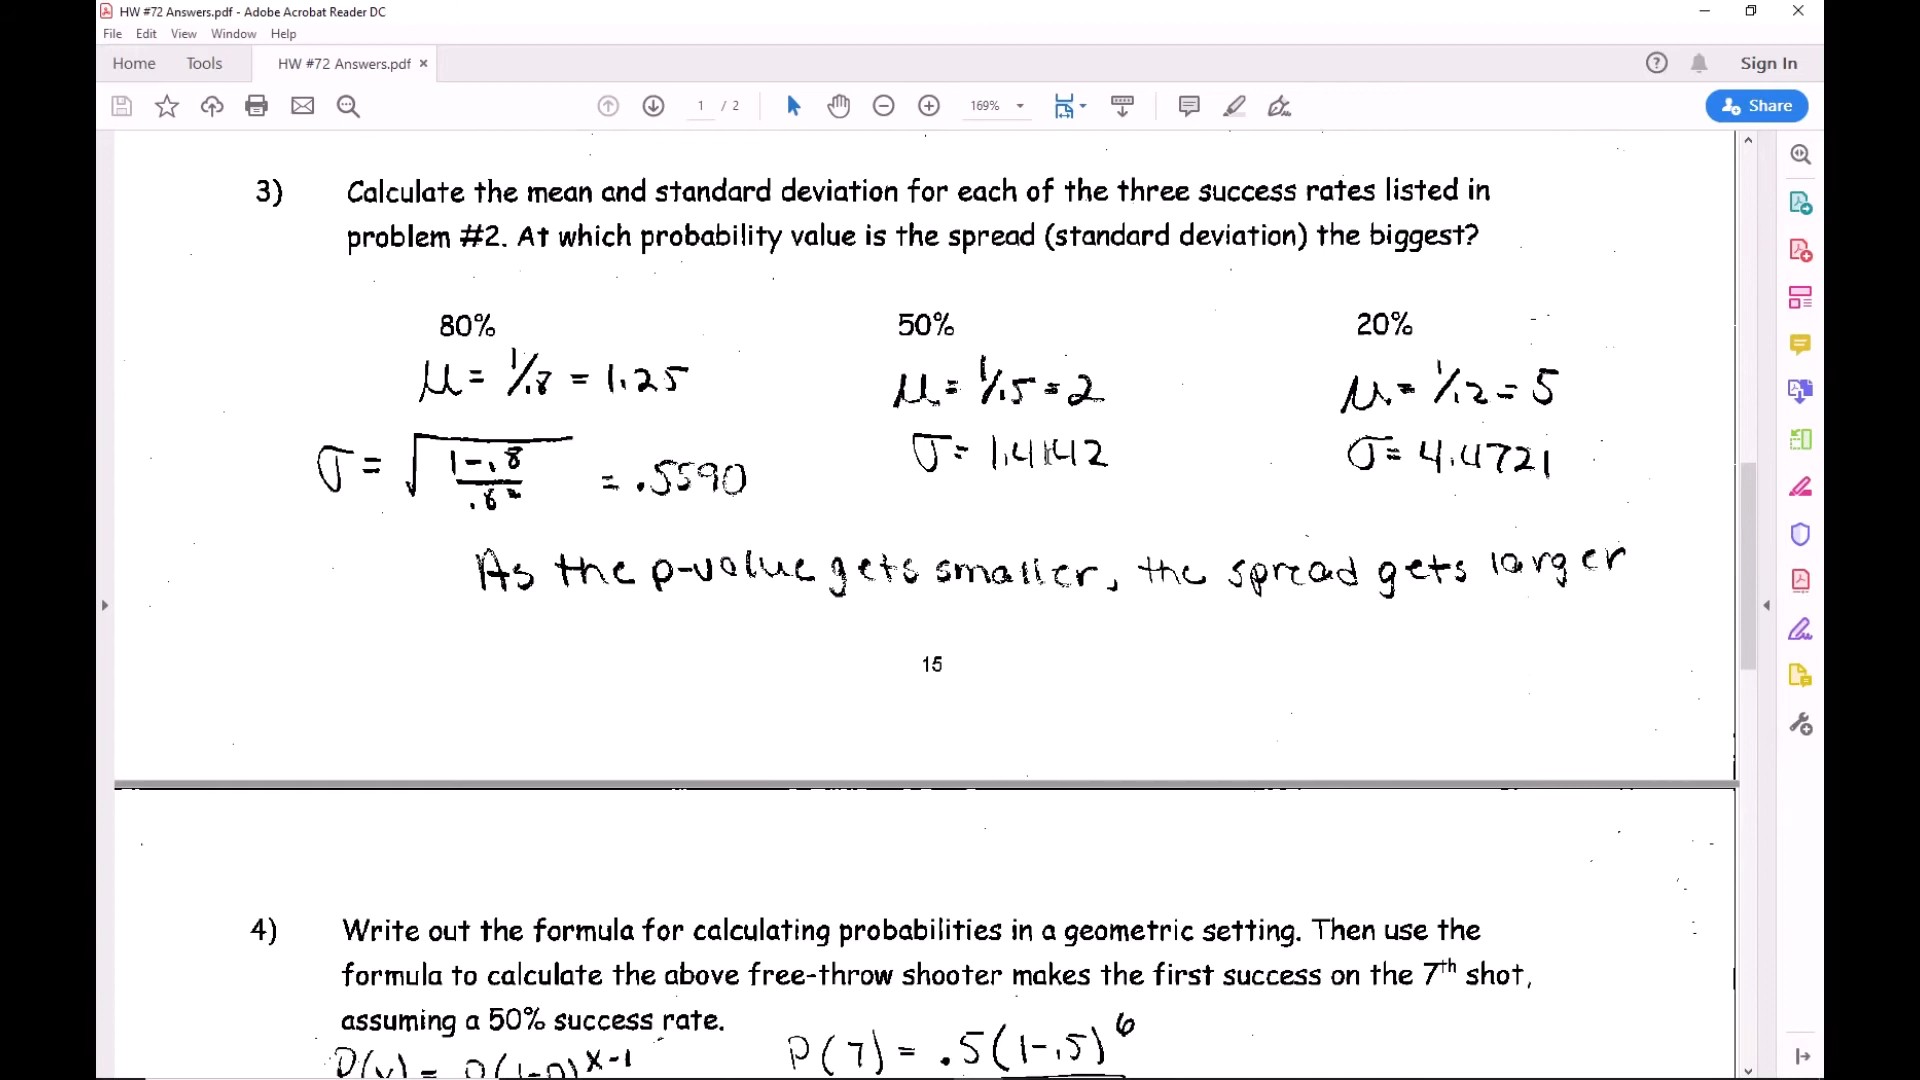 HW #72 Answers.pdf - Adobe Acrobat Reader DC
File Edit View Window Help
Home Tools HW #72 Answers.pdf × Sign In
1 / 2 169% Share
3) Calculate the mean and standard deviation for each of the three success rates listed in
problem #2. At which probability value is the spread (standard deviation) the biggest?
80% 50% 20%
μ = 1/.8 = 1.25 μ = 1/.5 = 2 μ = 1/.2 = 5
σ = √((1-.8)/.8²) = .5590 σ = 1.4142 σ = 4.4721
As the p-value gets smaller, the spread gets larger
15
4) Write out the formula for calculating probabilities in a geometric setting. Then use the
formula to calculate the above free-throw shooter makes the first success on the 7th shot,
assuming a 50% success rate.
P(x) = p(1-p)^x-1 P(7) = .5(1-.5)^6